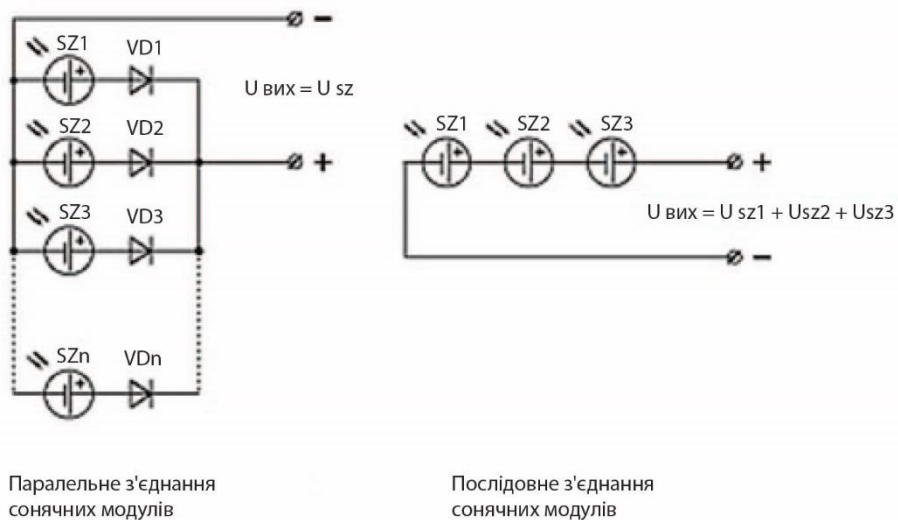 −
SZ1 VD1
U вих = U sz
SZ2 VD2
+
SZ3 VD3
SZn VDn
SZ1 SZ2 SZ3
+
U вих = U sz1 + Usz2 + Usz3
−
Паралельне з'єднання
сонячних модулів
Послідовне з'єднання
сонячних модулів